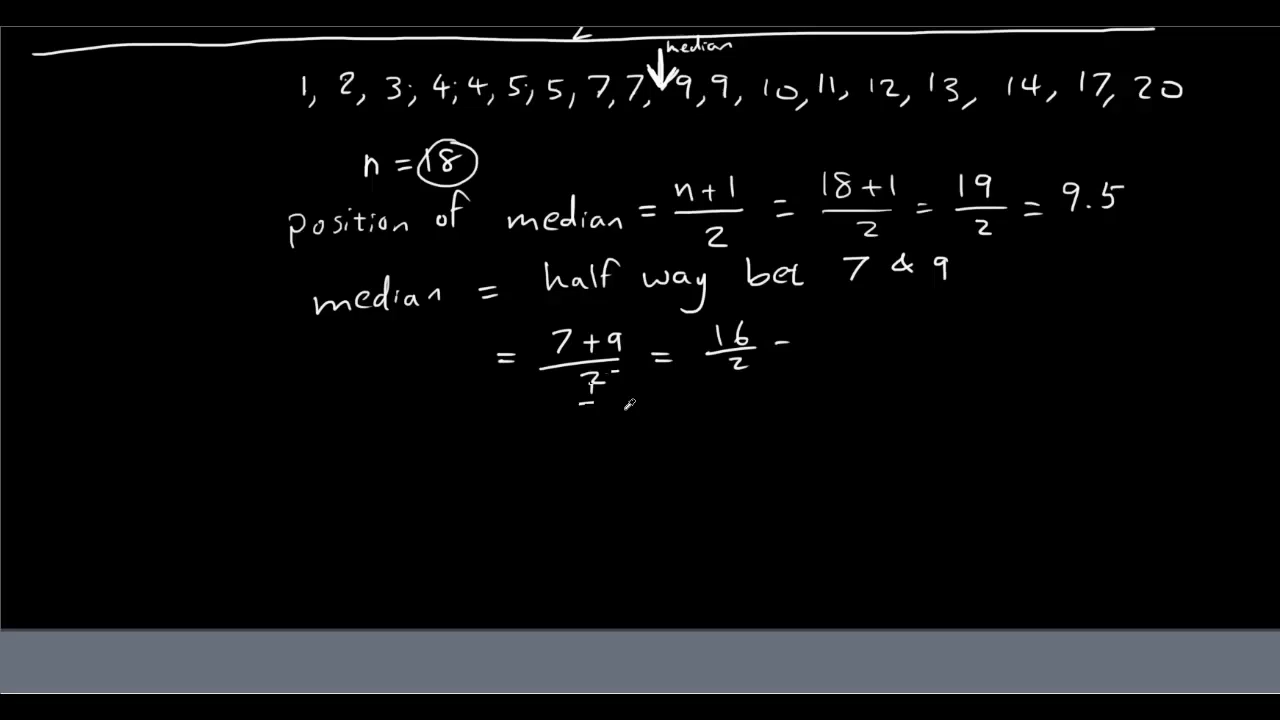 median
1, 2, 3, 4, 4, 5, 5, 7, 7, 9, 9, 10, 11, 12, 13, 14, 17, 20
n = 18
position of median = n+1/2 = 18+1/2 = 19/2 = 9.5
median = half way bet 7 & 9
= 7+9/7 = 16/2 -